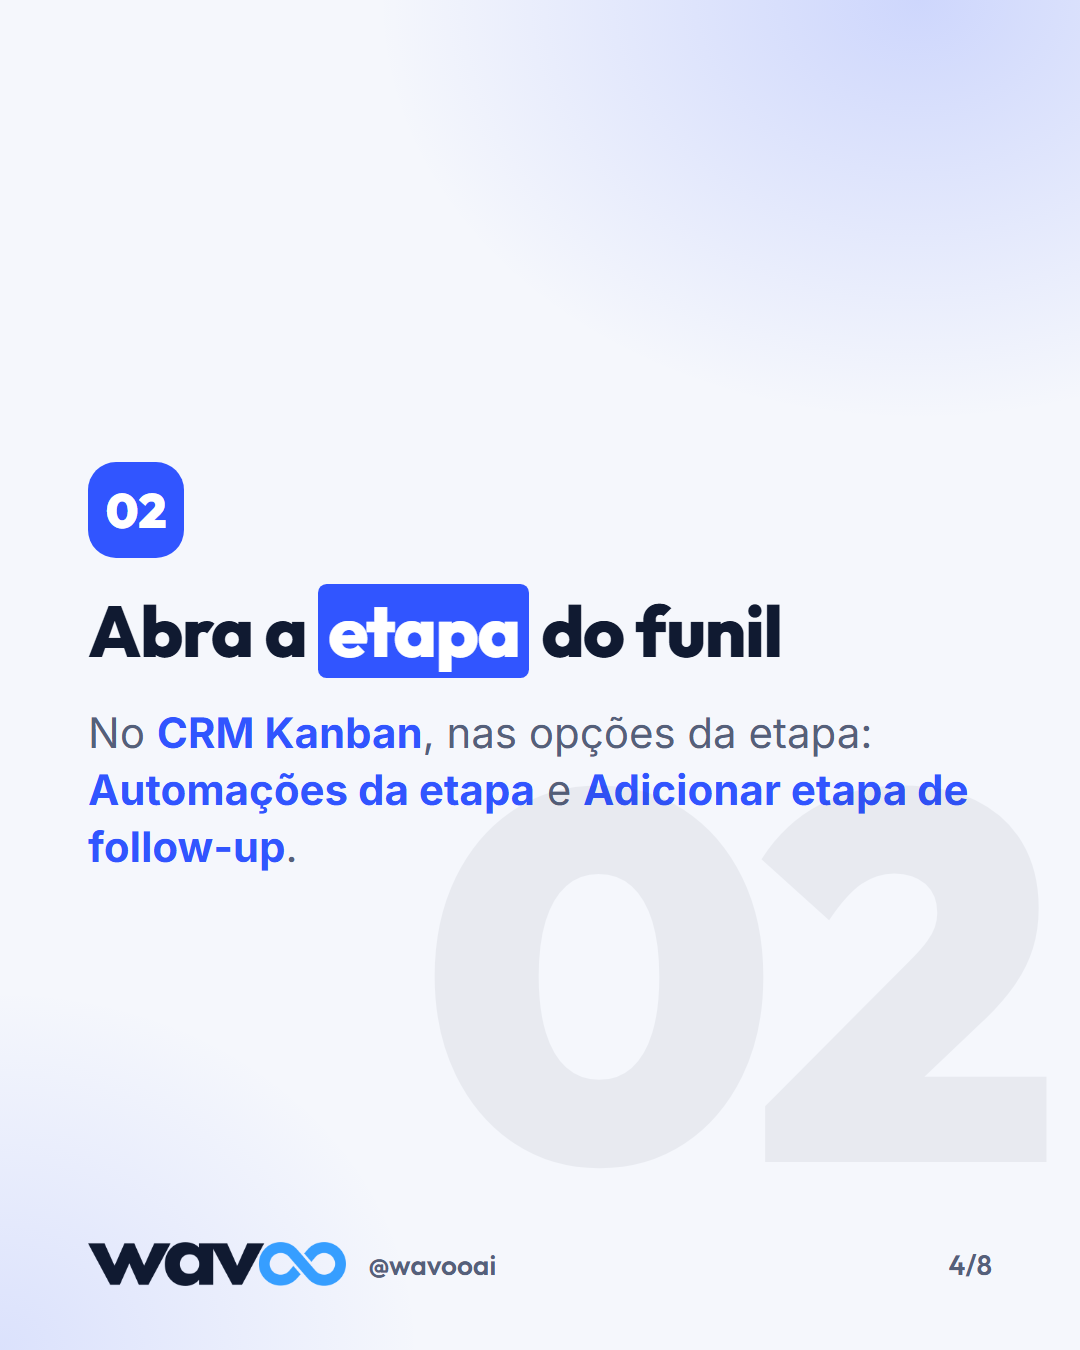 02
Abra a etapa do funil
No CRM Kanban, nas opções da etapa:
Automações da etapa e Adicionar etapa de
follow-up.
02
wavoo @wavooai 4/8